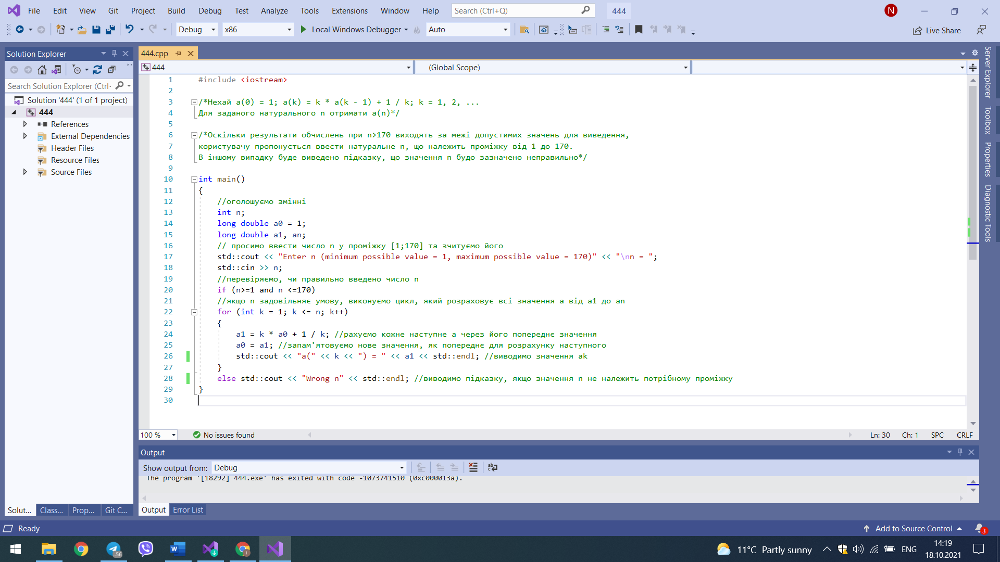 File Edit View Git Project Build Debug Test Analyze Tools Extensions Window Help Search (Ctrl+Q) 444 N
Debug x86 Local Windows Debugger Auto Live Share
Solution Explorer
Search Solution Explorer (Ctrl-
Solution '444' (1 of 1 project)
444
References
External Dependencies
Header Files
Resource Files
Source Files
Solut... Class... Prop... Git C...
444.cpp
444 (Global Scope)
1 #include <iostream>
2
3 /*Нехай a(0) = 1; a(k) = k * a(k - 1) + 1 / k; k = 1, 2, ...
4 Для заданого натурального n отримати a(n)*/
5
6 /*Оскільки результати обчислень при n>170 виходять за межі допустимих значень для виведення,
7 користувачу пропонується ввести натуральне n, що належить проміжку від 1 до 170.
8 В іншому випадку буде виведено підказку, що значення n будо зазначено неправильно*/
9
10 int main()
11 {
12 //оголошуємо змінні
13 int n;
14 long double a0 = 1;
15 long double a1, an;
16 // просимо ввести число n у проміжку [1;170] та зчитуємо його
17 std::cout << "Enter n (minimum possible value = 1, maximum possible value = 170)" << "\nn = ";
18 std::cin >> n;
19 //перевіряємо, чи правильно введено число n
20 if (n>=1 and n <=170)
21 //якщо n задовільняє умову, виконуємо цикл, який розраховує всі значення a від a1 до an
22 for (int k = 1; k <= n; k++)
23 {
24 a1 = k * a0 + 1 / k; //рахуємо кожне наступне a через його попереднє значення
25 a0 = a1; //запам'ятовуємо нове значення, як попереднє для розрахунку наступного
26 std::cout << "a(" << k << ") = " << a1 << std::endl; //виводимо значення ak
27 }
28 else std::cout << "Wrong n" << std::endl; //виводимо підказку, якщо значення n не належить потрібному проміжку
29 }
30
100 % No issues found Ln: 30 Ch: 1 SPC CRLF
Output
Show output from: Debug
The program '[18292] 444.exe' has exited with code -1073741510 (0xc000013a).
Output Error List
Server Explorer
Toolbox
Properties
Diagnostic Tools
Ready Add to Source Control 3
56 W 11°C Partly sunny ENG 14:19
18.10.2021